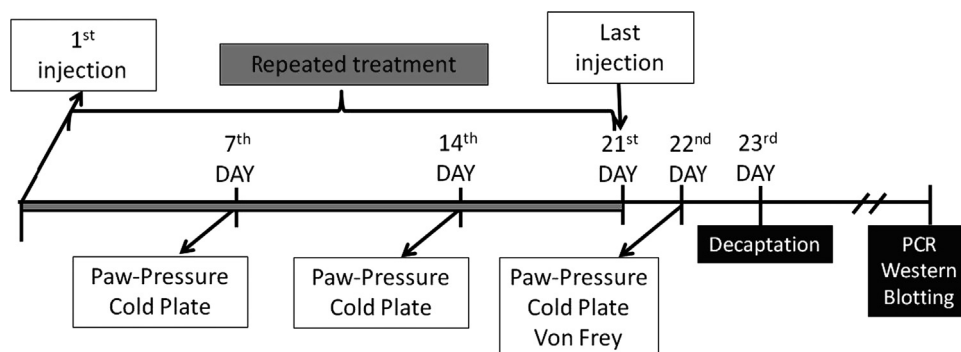 1st
injection
Repeated treatment
Last
injection
7th
DAY
14th
DAY
21st
DAY
22nd
DAY
23rd
DAY
Paw-Pressure
Cold Plate
Paw-Pressure
Cold Plate
Paw-Pressure
Cold Plate
Von Frey
Decaptation
PCR
Western
Blotting